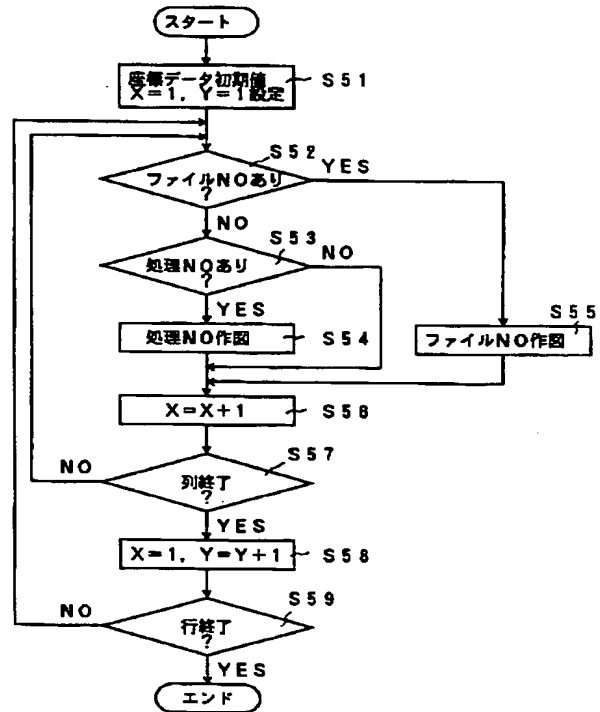 スタート
座標データ初期値
X=1, Y=1設定
S51
S52
ファイルNOあり
?
YES
NO
S53
処理NOあり
?
NO
YES
処理NO作図
S54
S55
ファイルNO作図
X=X+1
S56
S57
列終了
?
NO
YES
X=1, Y=Y+1
S58
S59
行終了
?
NO
YES
エンド